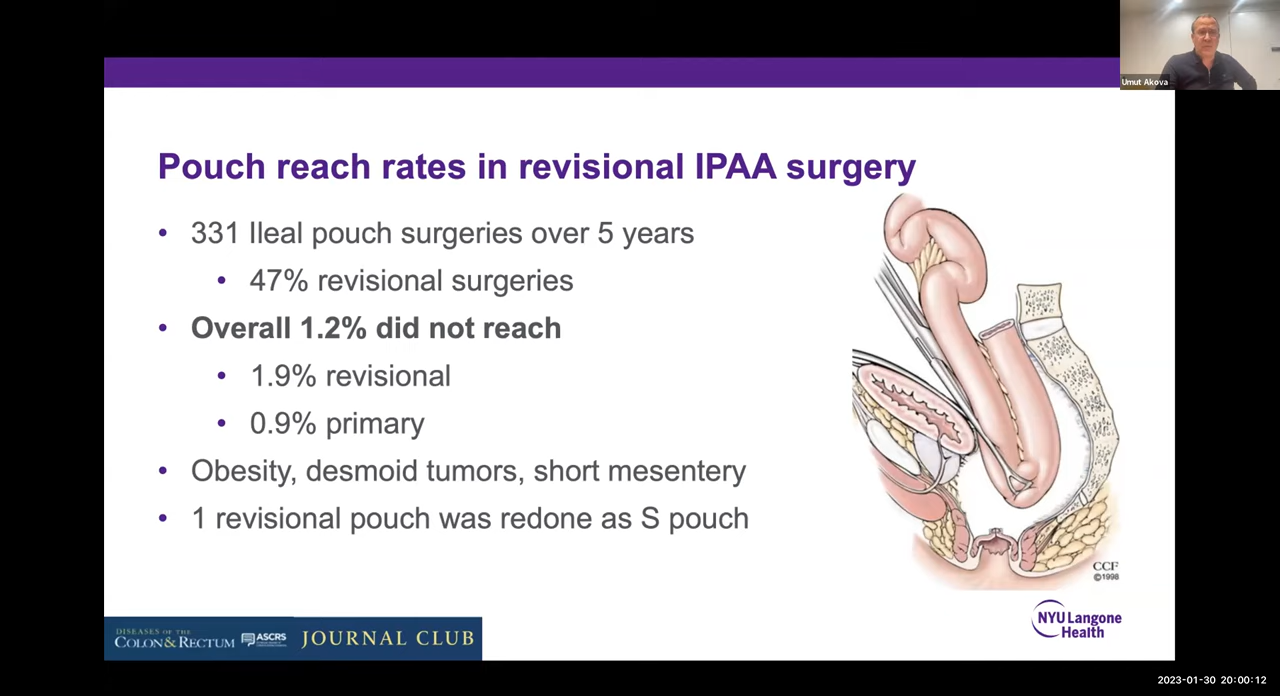 Umut Akova
Pouch reach rates in revisional IPAA surgery
• 331 Ileal pouch surgeries over 5 years
• 47% revisional surgeries
• Overall 1.2% did not reach
• 1.9% revisional
• 0.9% primary
• Obesity, desmoid tumors, short mesentery
• 1 revisional pouch was redone as S pouch
CCF
©1998
DISEASES OF THE
COLON & RECTUM
ASCRS
JOURNAL CLUB
NYU Langone
Health
2023-01-30 20:00:12